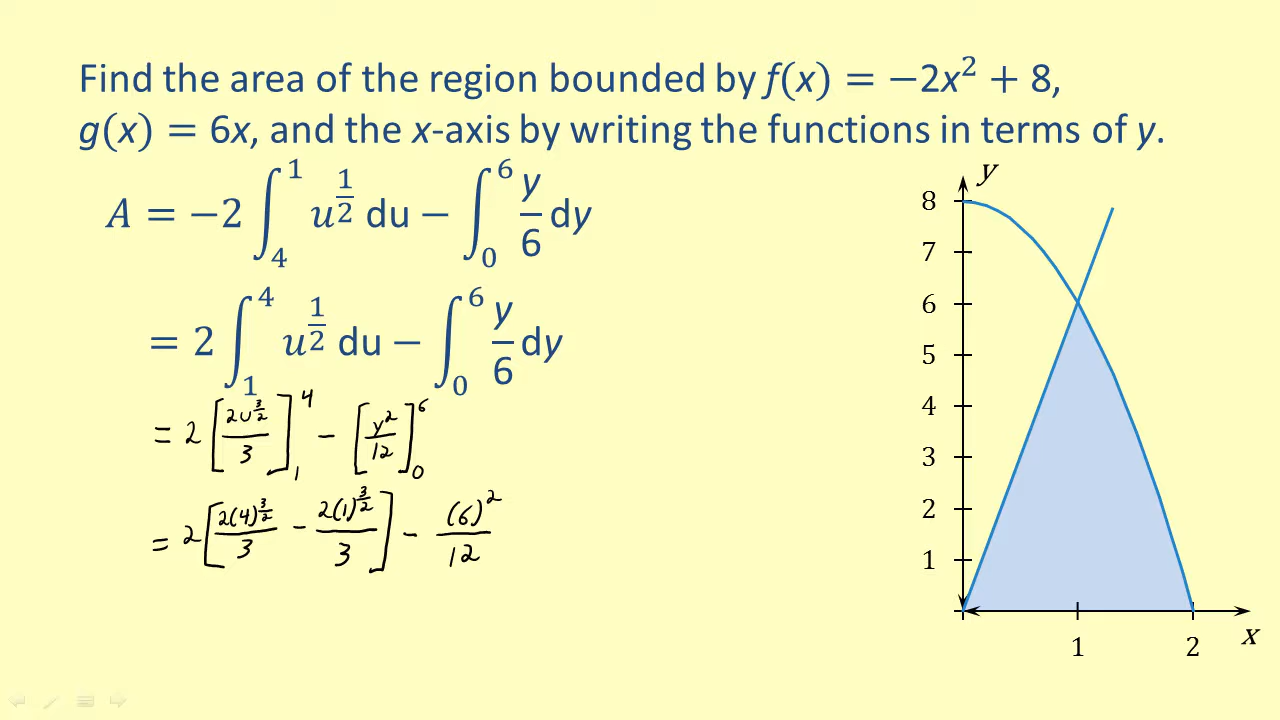 Find the area of the region bounded by f(x) = −2x² + 8,
g(x) = 6x, and the x-axis by writing the functions in terms of y.
A = −2 ∫₄¹ u^(1/2) du − ∫₀⁶ y/6 dy
= 2 ∫₁⁴ u^(1/2) du − ∫₀⁶ y/6 dy
= 2 [2u^(3/2)/3]₁⁴ − [y²/12]₀⁶
= 2 [2(4)^(3/2)/3 − 2(1)^(3/2)/3] − (6)²/12
y
8
7
6
5
4
3
2
1
1 2
x